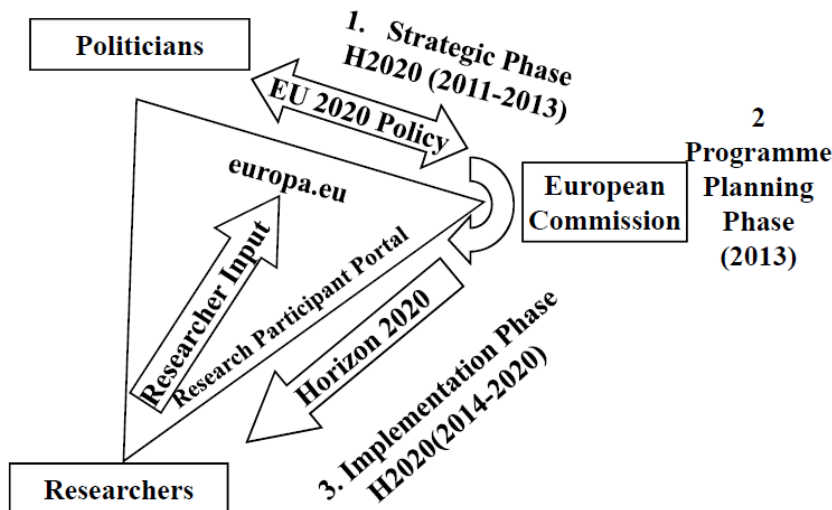 Politicians
1. Strategic Phase
H2020 (2011-2013)
EU 2020 Policy
europa.eu
2
Programme
Planning
Phase
(2013)
European
Commission
Researcher Input
Research Participant Portal
Horizon 2020
3. Implementation Phase
H2020(2014-2020)
Researchers